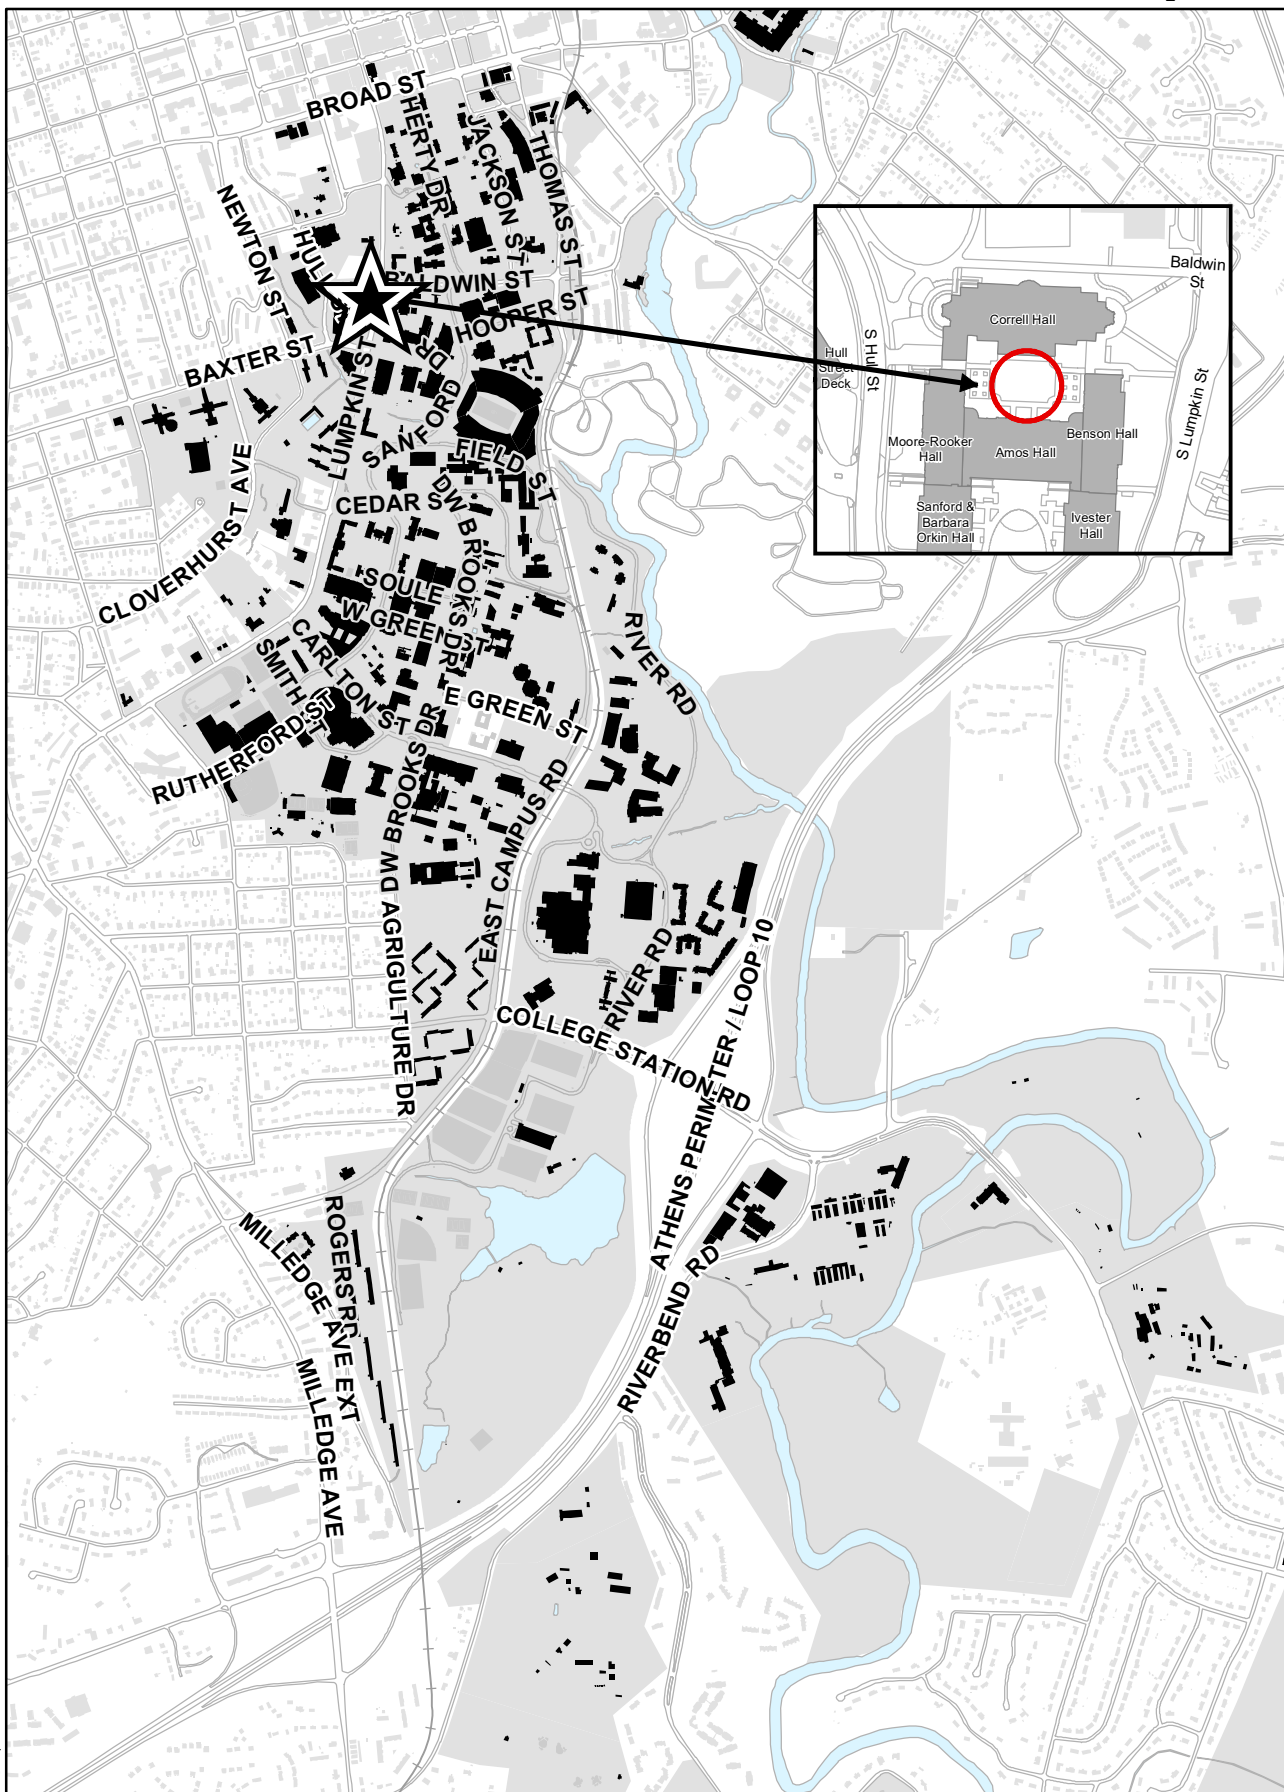 BROAD ST
HERTY DR
JACKSON ST
THOMAS ST
NEWTON ST
BALDWIN ST
HOOPER ST
BAXTER ST
LUMPKIN ST
SANFORD DR
FIELD ST
CEDAR S
DW BROOKS DR
CLOVERHURST AVE
SOULE
W GREEN ST
CARLTON ST
SMITH ST
RUTHERFORD ST
E GREEN ST
RIVER RD
DW BROOKS DR
EAST CAMPUS RD
AGRIGULTURE DR
RIVER RD
COLLEGE STATION RD
ATHENS PERIMETER / LOOP 10
ROGERS RD
MILLEDGE AVE EXT
MILLEDGE AVE
RIVERBEND RD
Baldwin
St
Correll Hall
S Hull St
Hull
Street
Deck
S Lumpkin St
Moore-Rooker
Hall
Benson Hall
Amos Hall
Sanford &
Barbara
Orkin Hall
Ivester
Hall